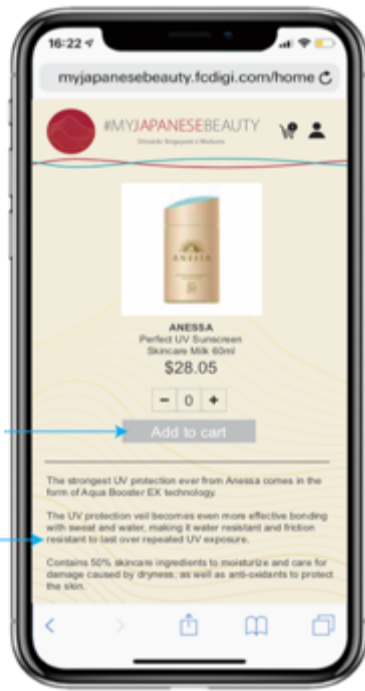 16:22
myjapanesebeauty.fcdigi.com/home
#MYJAPANESEBEAUTY
ANESSA
ANESSA
Perfect UV Sunscreen
Skincare Milk 60ml
$28.05
- 0 +
Add to cart
The strongest UV protection ever from Anessa comes in the
form of Aqua Booster EX technology.
The UV protection veil becomes even more effective bonding
with sweat and water, making it water resistant and friction
resistant to last over repeated UV exposure.
Contains 50% skincare ingredients to moisturize and care for
damage caused by dryness, as well as anti-oxidants to protect
the skin.